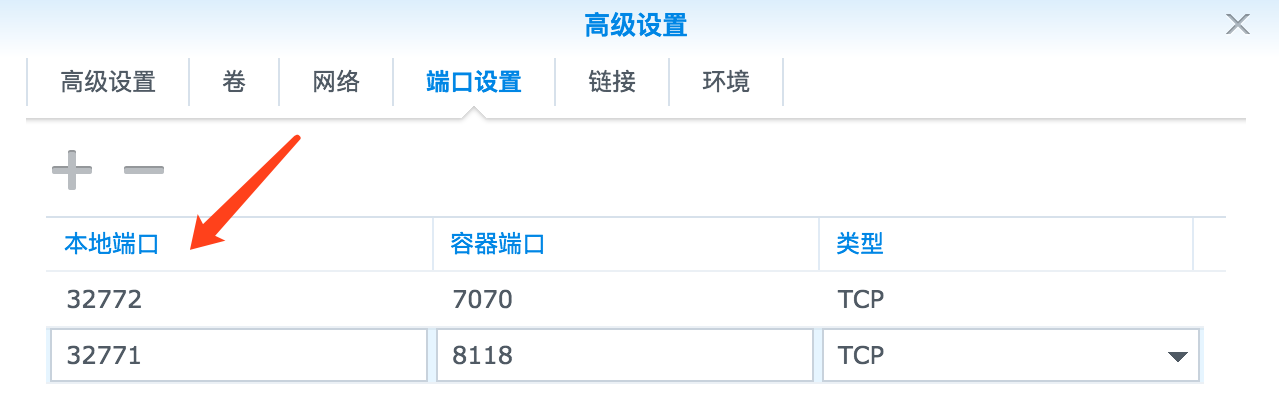 高级设置
高级设置 卷 网络 端口设置 链接 环境
本地端口 容器端口 类型
32772 7070 TCP
32771 8118 TCP